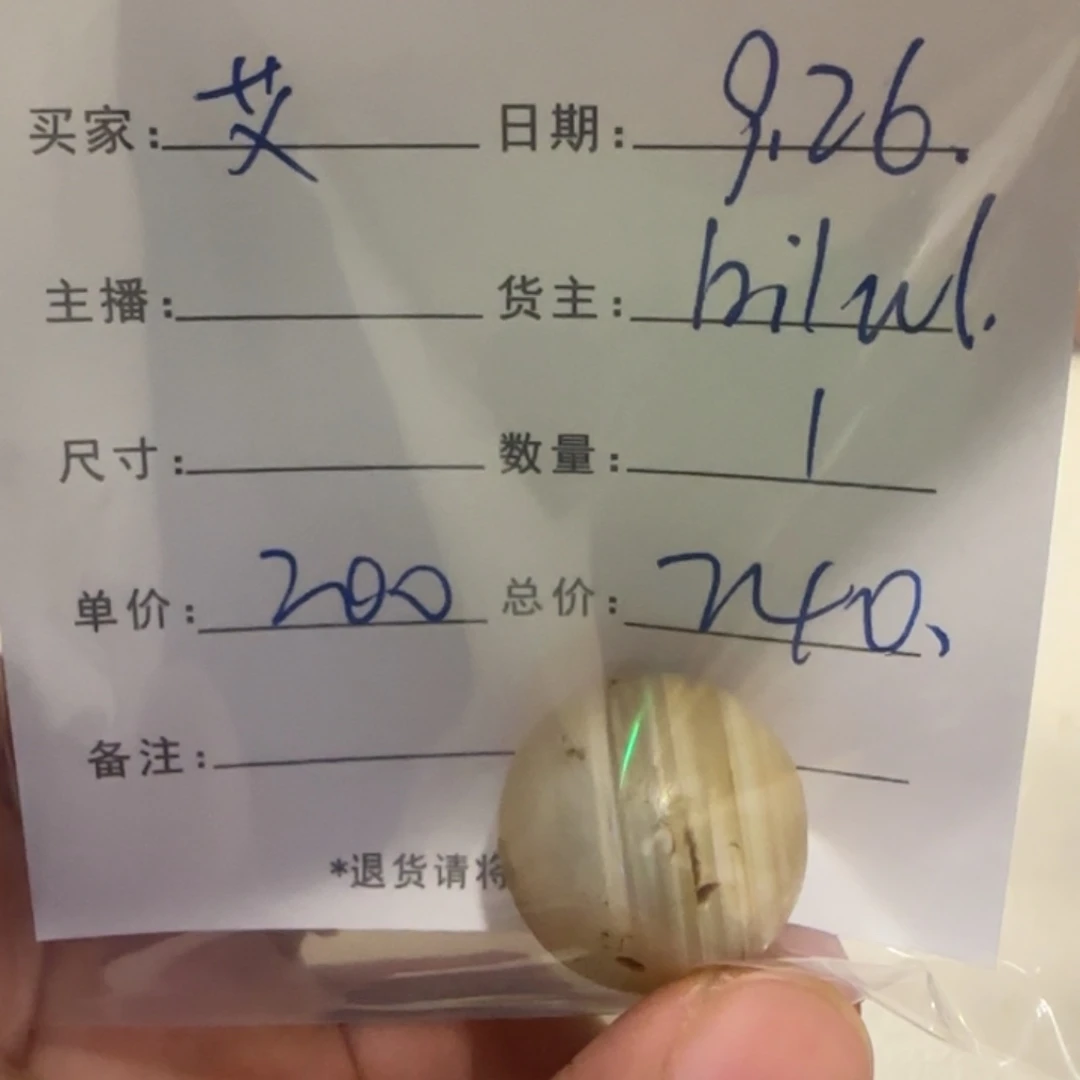 买家: 艾 日期: 9.26.
主播: 货主:
尺寸: 数量: 1
单价: 200 总价: 240、
备注:
*退货请将